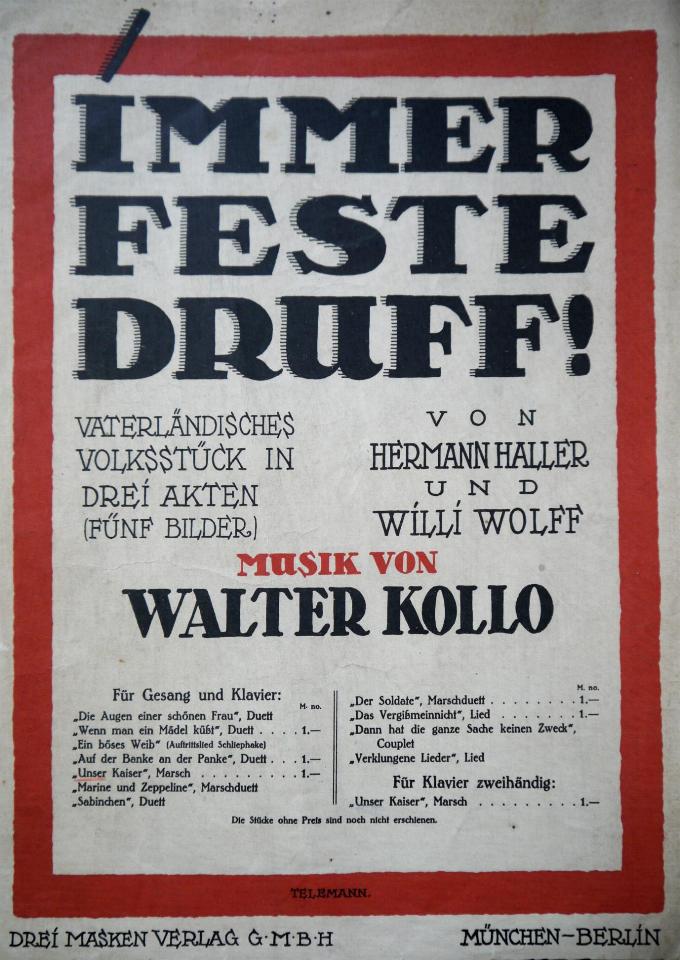 IMMER
FESTE
DRUFF!
VATERLÄNDISCHES
VOLKSSTÜCK IN
DREI AKTEN
(FÜNF BILDER)
VON
HERMANN HALLER
UND
WILLI WOLFF
MUSIK VON
WALTER KOLLO
Für Gesang und Klavier:
M. no.
„Die Augen einer schönen Frau“, Duett
„Wenn man ein Mädel küßt“, Duett . . . . 1.—
„Ein böses Weib“ (Auftrittslied Schliephake)
„Auf der Banke an der Panke“, Duett . . . 1.—
„Unser Kaiser“, Marsch . . . . . . . . . 1.—
„Marine und Zeppeline“, Marschduett
„Sabinchen“, Duett
M. no.
„Der Soldate“, Marschduett . . . . . . . . 1.—
„Das Vergißmeinnicht“, Lied . . . . . . . . 1.—
„Dann hat die ganze Sache keinen Zweck“,
Couplet
„Verklungene Lieder“, Lied
Für Klavier zweihändig:
„Unser Kaiser“, Marsch . . . . . . . . . . 1.—
Die Stücke ohne Preis sind noch nicht erschienen.
TELEMANN.
DREI MASKEN VERLAG G·M·B·H
MÜNCHEN–BERLIN